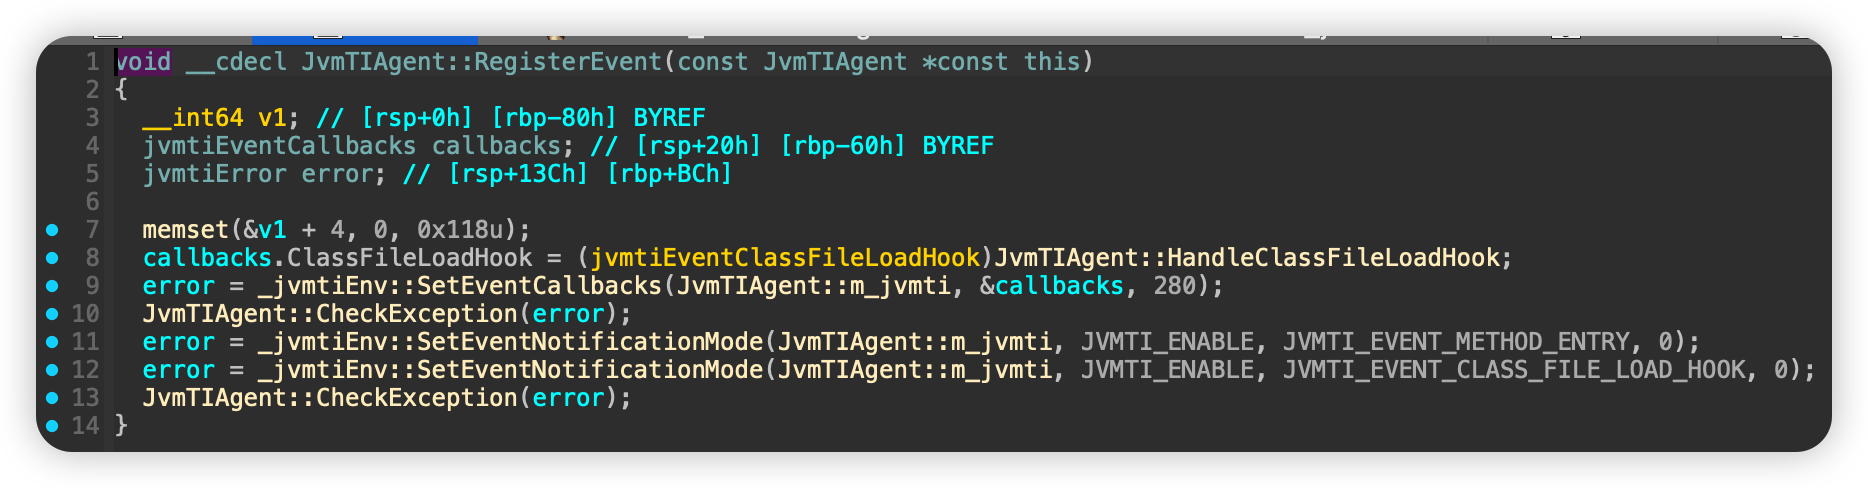 1 void __cdecl JvmTIAgent::RegisterEvent(const JvmTIAgent *const this)
2 {
3 __int64 v1; // [rsp+0h] [rbp-80h] BYREF
4 jvmtiEventCallbacks callbacks; // [rsp+20h] [rbp-60h] BYREF
5 jvmtiError error; // [rsp+13Ch] [rbp+BCh]
6
7 memset(&v1 + 4, 0, 0x118u);
8 callbacks.ClassFileLoadHook = (jvmtiEventClassFileLoadHook)JvmTIAgent::HandleClassFileLoadHook;
9 error = _jvmtiEnv::SetEventCallbacks(JvmTIAgent::m_jvmti, &callbacks, 280);
10 JvmTIAgent::CheckException(error);
11 error = _jvmtiEnv::SetEventNotificationMode(JvmTIAgent::m_jvmti, JVMTI_ENABLE, JVMTI_EVENT_METHOD_ENTRY, 0);
12 error = _jvmtiEnv::SetEventNotificationMode(JvmTIAgent::m_jvmti, JVMTI_ENABLE, JVMTI_EVENT_CLASS_FILE_LOAD_HOOK, 0);
13 JvmTIAgent::CheckException(error);
14 }